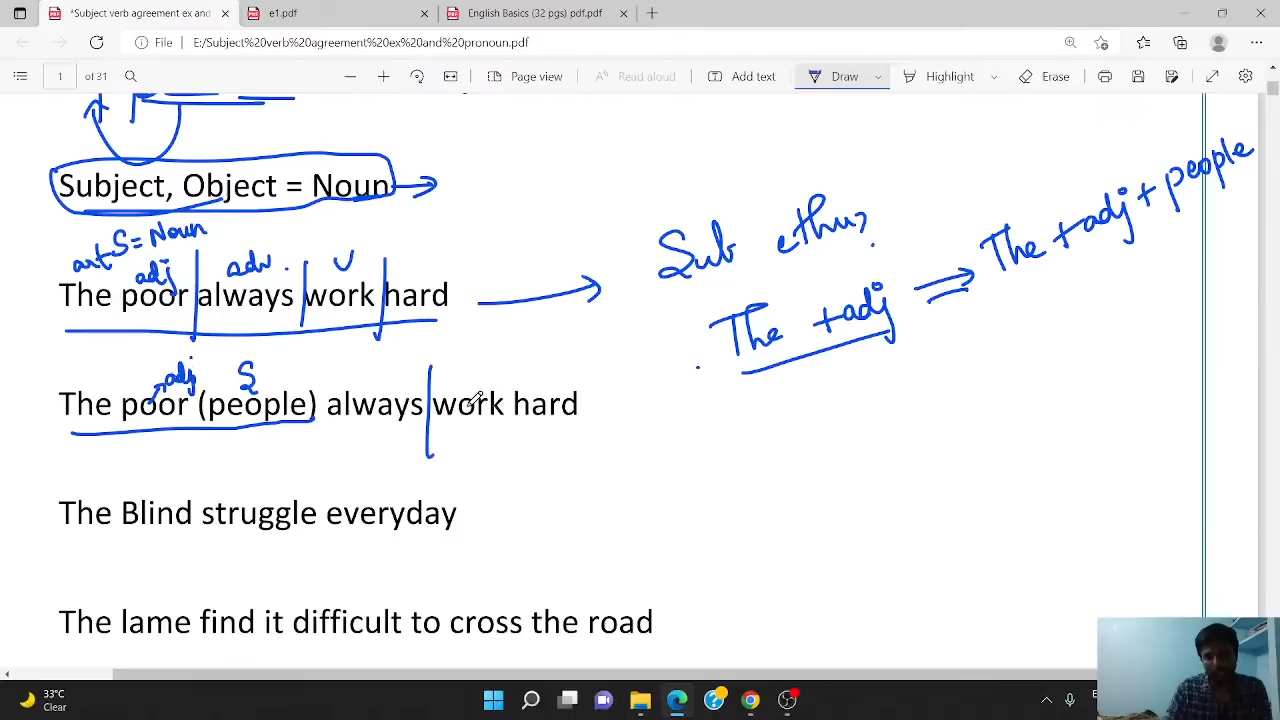 *Subject verb agreement ex and
e1.pdf
English Basics (32 pgs) pdf.pdf
File
E:/Subject%20verb%20agreement%20ex%20and%20pronoun.pdf
1 of 31
Page view
Read aloud
Add text
Draw
Highlight
Erase
Subject, Object = Noun
S = Noun
art adj adv. V
The poor always work hard
Sub ethu?
The + adj ⇒ The + adj + people
adj S
The poor (people) always work hard
The Blind struggle everyday
The lame find it difficult to cross the road
33°C
Clear